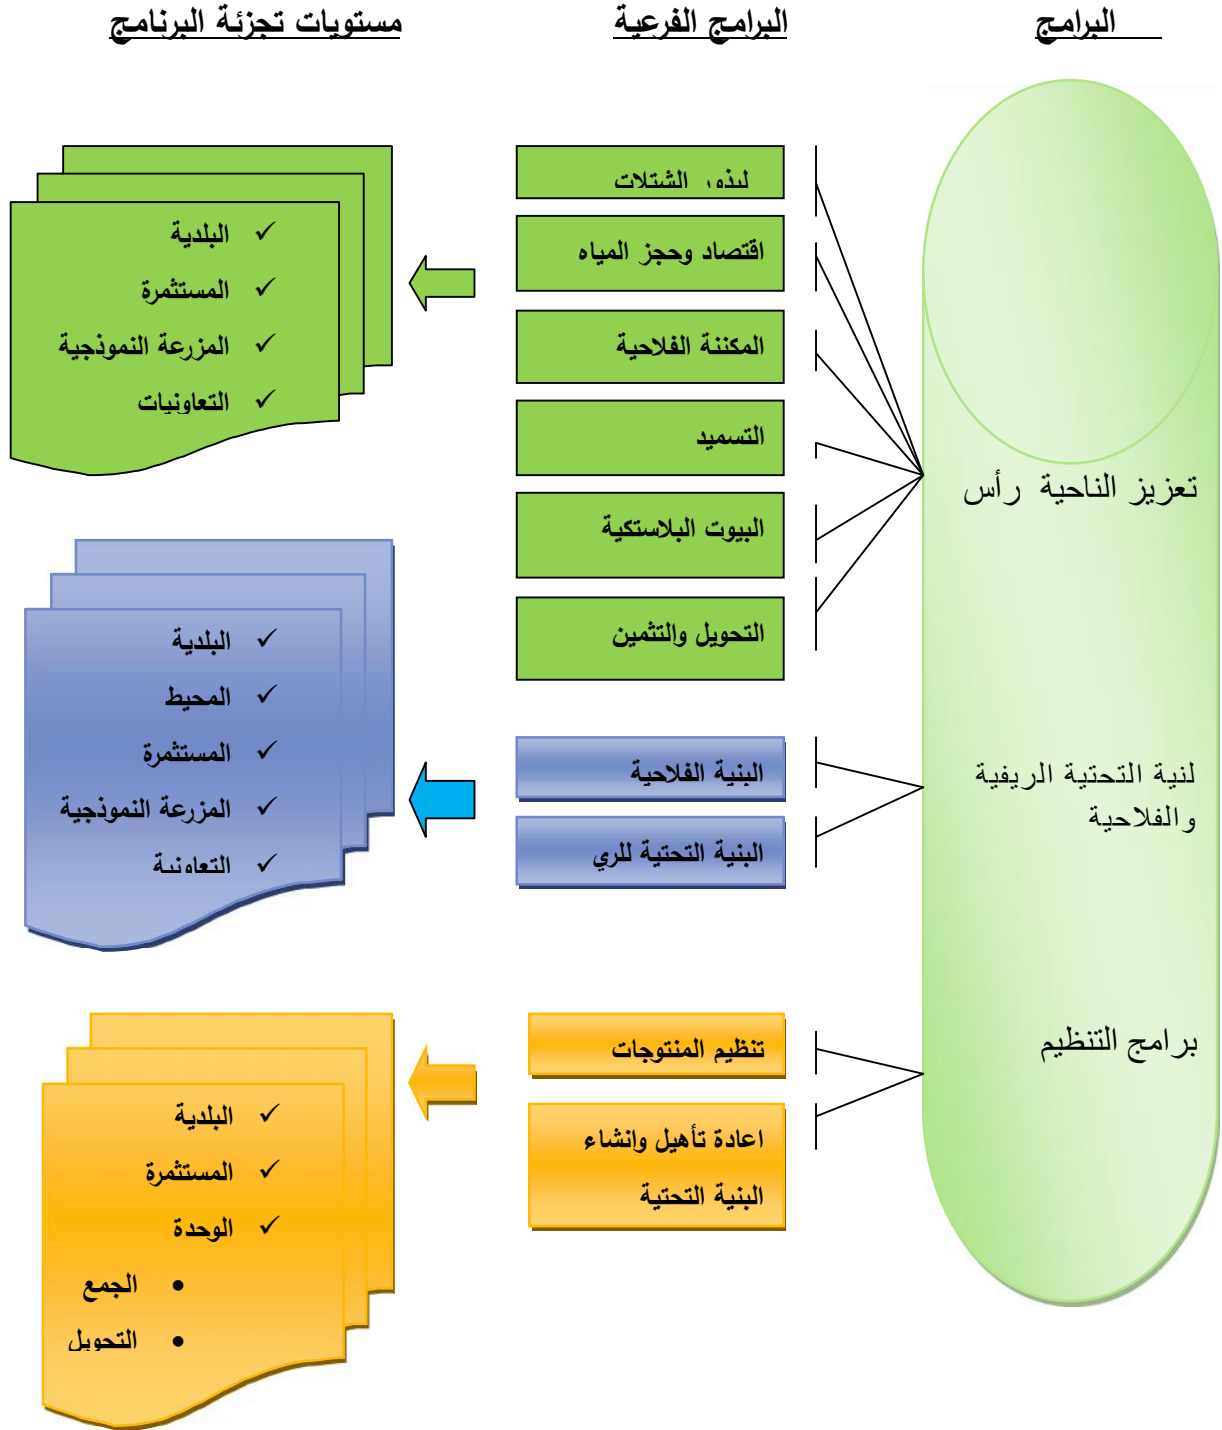 البرامج
البرامج الفرعية
مستويات تجزئة البرنامج
تعزيز الناحية رأس
الشتلات
اقتصاد وحجز المياه
المكننة الفلاحية
التسميد
البيوت البلاستكية
التحويل والتثمين
✓ البلدية
✓ المستثمرة
✓ المزرعة النموذجية
✓ التعاونيات
لنية التحتية الريفية
والفلاحية
البنية الفلاحية
البنية التحتية للري
✓ البلدية
✓ المحيط
✓ المستثمرة
✓ المزرعة النموذجية
✓ التعاونية
برامج التنظيم
تنظيم المنتوجات
اعادة تأهيل وانشاء
البنية التحتية
✓ البلدية
✓ المستثمرة
✓ الوحدة
• الجمع
• التحويل